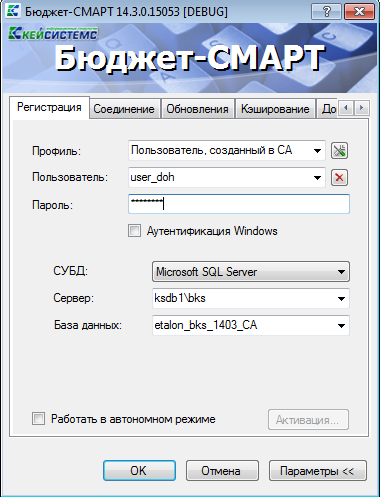 Бюджет-СМАРТ 14.3.0.15053 [DEBUG]
КЕЙСИСТЕМС
Бюджет-СМАРТ
Регистрация Соединение Обновления Кэширование До
Профиль: Пользователь, созданный в СА
Пользователь: user_doh
Пароль: ********
Аутентификация Windows
СУБД: Microsoft SQL Server
Сервер: ksdb1\bks
База данных: etalon_bks_1403_CA
Работать в автономном режиме Активация...
OK Отмена Параметры <<